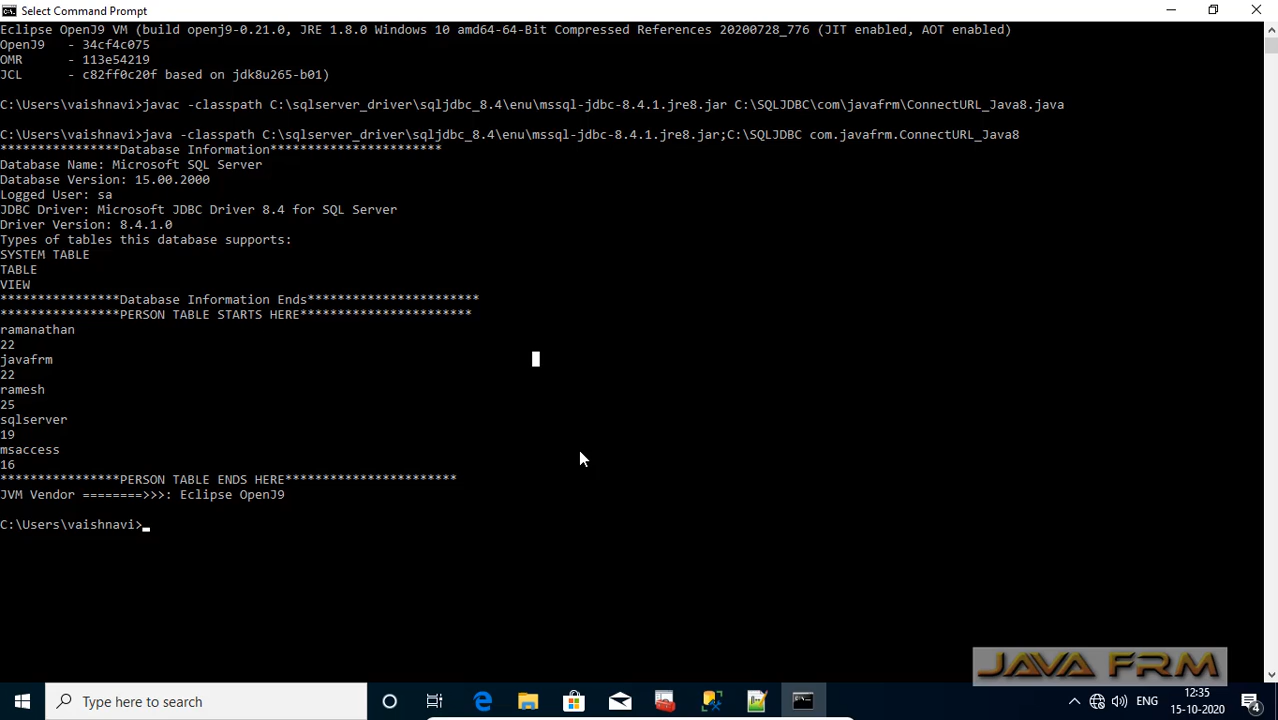 Select Command Prompt
Eclipse OpenJ9 VM (build openj9-0.21.0, JRE 1.8.0 Windows 10 amd64-64-Bit Compressed References 20200728_776 (JIT enabled, AOT enabled)
OpenJ9   - 34cf4c075
OMR      - 113e54219
JCL      - c82ff0c20f based on jdk8u265-b01)
C:\Users\vaishnavi>javac -classpath C:\sqlserver_driver\sqljdbc_8.4\enu\mssql-jdbc-8.4.1.jre8.jar C:\SQLJDBC\com\javafrm\ConnectURL_Java8.java
C:\Users\vaishnavi>java -classpath C:\sqlserver_driver\sqljdbc_8.4\enu\mssql-jdbc-8.4.1.jre8.jar;C:\SQLJDBC com.javafrm.ConnectURL_Java8
****************Database Information***********************
Database Name: Microsoft SQL Server
Database Version: 15.00.2000
Logged User: sa
JDBC Driver: Microsoft JDBC Driver 8.4 for SQL Server
Driver Version: 8.4.1.0
Types of tables this database supports:
SYSTEM TABLE
TABLE
VIEW
****************Database Information Ends***********************
****************PERSON TABLE STARTS HERE***********************
ramanathan
22
javafrm
22
ramesh
25
sqlserver
19
msaccess
16
****************PERSON TABLE ENDS HERE***********************
JVM Vendor ========>>>: Eclipse OpenJ9
C:\Users\vaishnavi>
JAVA FRM
Type here to search
ENG
12:35
15-10-2020
4